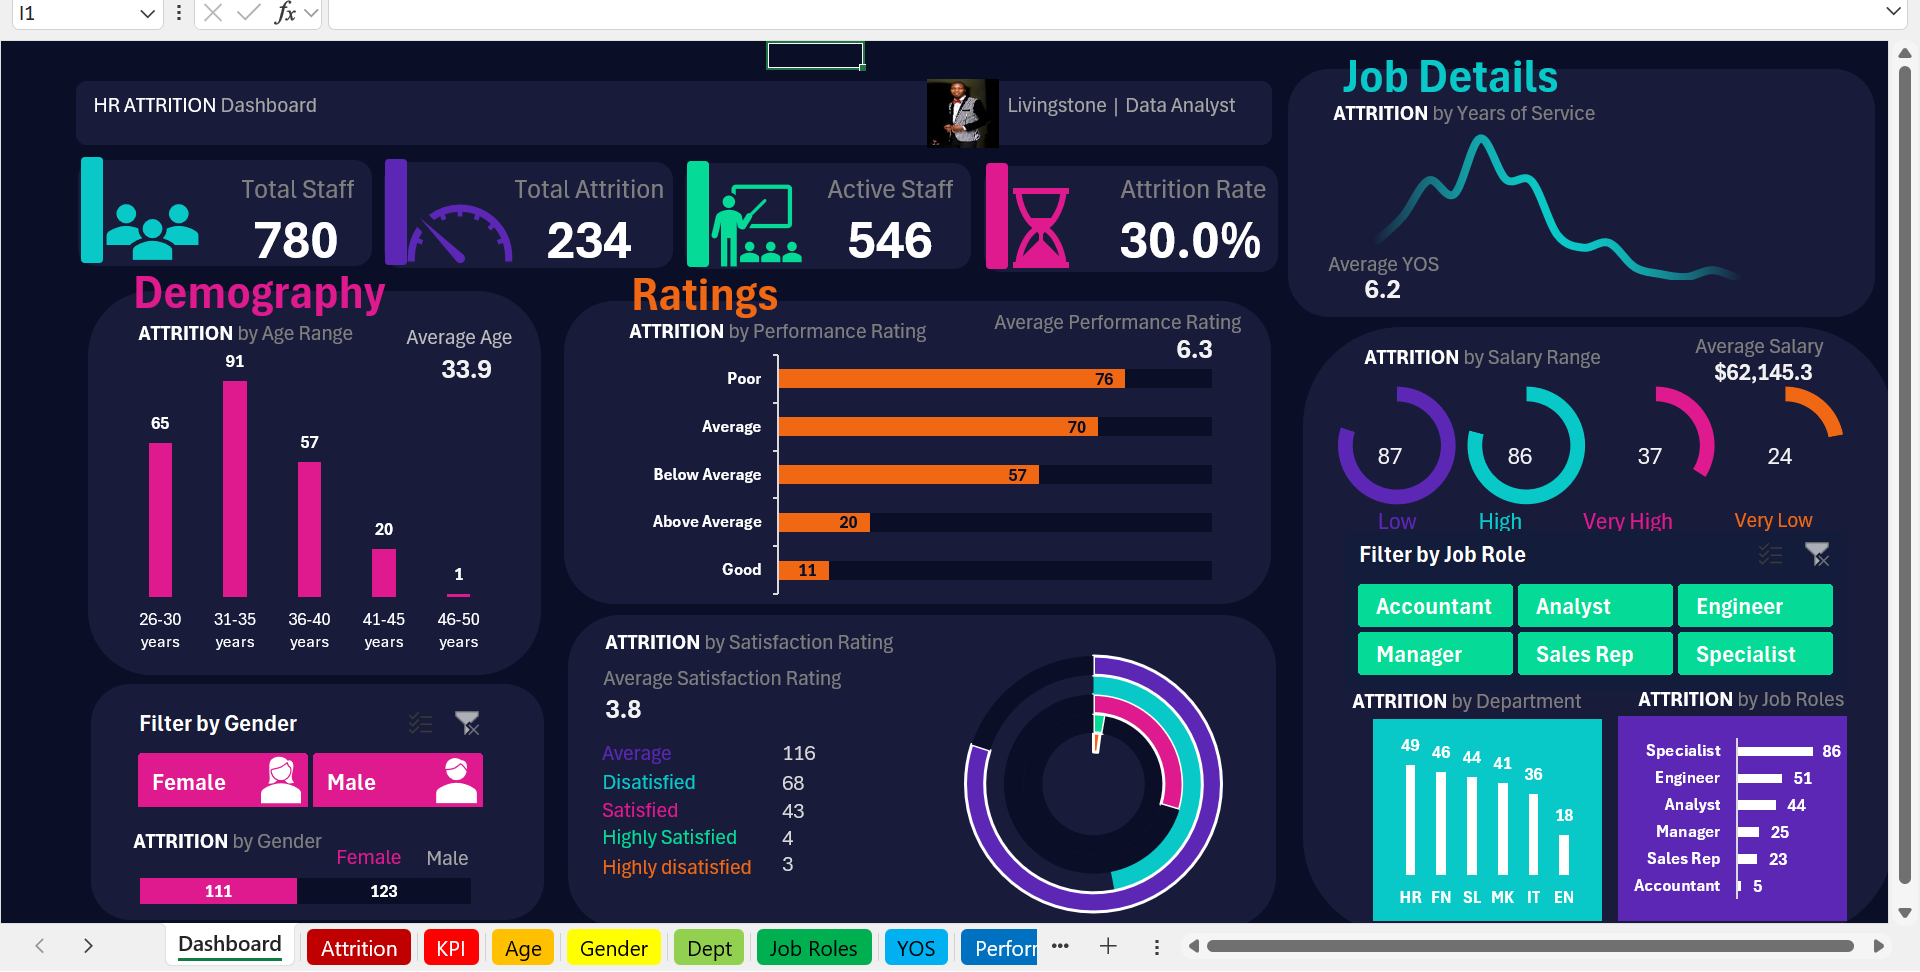 I1
fx
HR ATTRITION Dashboard
Livingstone | Data Analyst
Total Staff
780
Total Attrition
234
Active Staff
546
Attrition Rate
30.0%
Job Details
ATTRITION by Years of Service
Average YOS
6.2
Demography
ATTRITION by Age Range
Average Age
33.9
91
65
57
20
1
26-30 years
31-35 years
36-40 years
41-45 years
46-50 years
Ratings
ATTRITION by Performance Rating
Average Performance Rating
6.3
Poor 76
Average 70
Below Average 57
Above Average 20
Good 11
ATTRITION by Salary Range
Average Salary
$62,145.3
87 86 37 24
Low High Very High Very Low
Filter by Job Role
Accountant Analyst Engineer
Manager Sales Rep Specialist
Filter by Gender
Female Male
ATTRITION by Gender
Female Male
111 123
ATTRITION by Satisfaction Rating
Average Satisfaction Rating
3.8
Average 116
Disatisfied 68
Satisfied 43
Highly Satisfied 4
Highly disatisfied 3
ATTRITION by Department
49 46 44 41 36 18
HR FN SL MK IT EN
ATTRITION by Job Roles
Specialist 86
Engineer 51
Analyst 44
Manager 25
Sales Rep 23
Accountant 5
Dashboard Attrition KPI Age Gender Dept Job Roles YOS Perforr